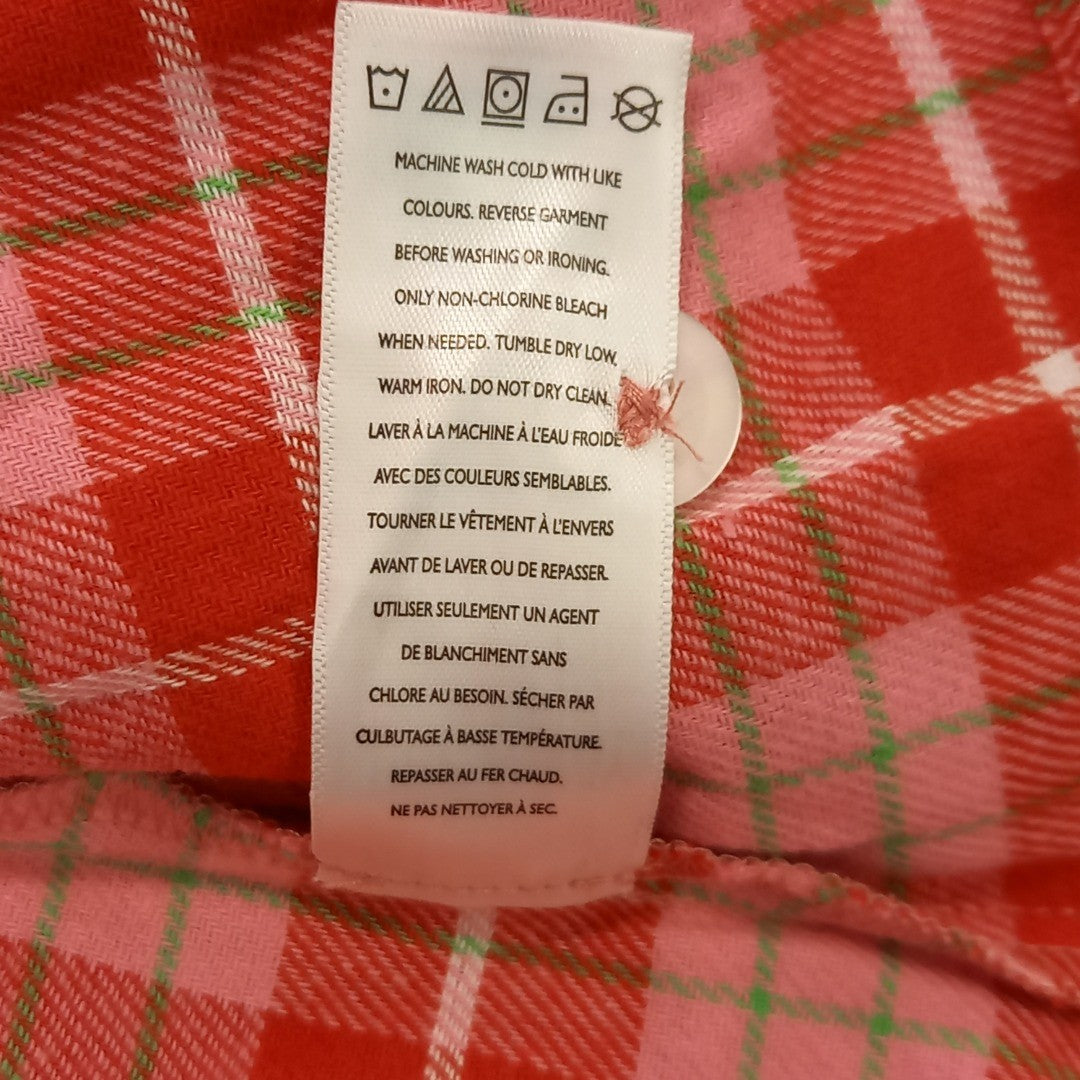 MACHINE WASH COLD WITH LIKE
COLOURS. REVERSE GARMENT
BEFORE WASHING OR IRONING.
ONLY NON-CHLORINE BLEACH
WHEN NEEDED. TUMBLE DRY LOW,
WARM IRON. DO NOT DRY CLEAN.
LAVER À LA MACHINE À L'EAU FROIDE
AVEC DES COULEURS SEMBLABLES.
TOURNER LE VÊTEMENT À L'ENVERS
AVANT DE LAVER OU DE REPASSER.
UTILISER SEULEMENT UN AGENT
DE BLANCHIMENT SANS
CHLORE AU BESOIN. SÉCHER PAR
CULBUTAGE À BASSE TEMPÉRATURE.
REPASSER AU FER CHAUD.
NE PAS NETTOYER À SEC.